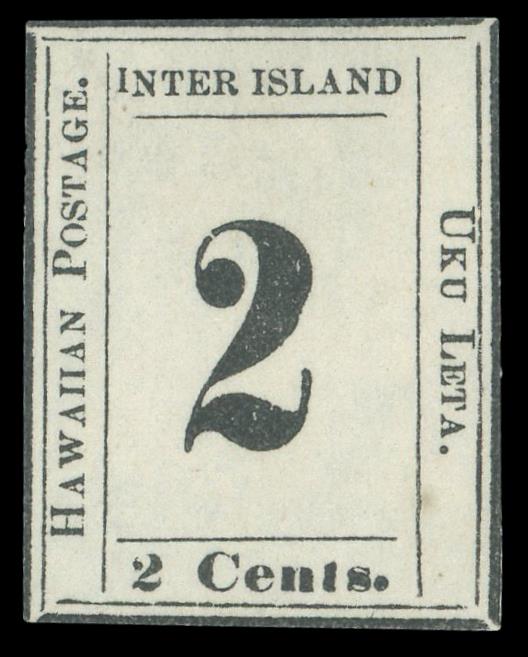 INTER ISLAND
HAWAIIAN POSTAGE.
2
UKU LETA.
2 Cents.